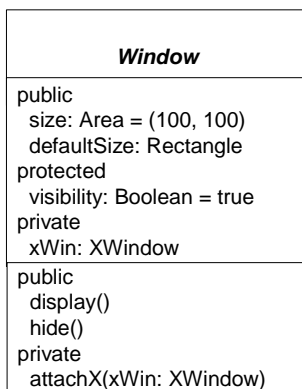 Window
public
size: Area = (100, 100)
defaultSize: Rectangle
protected
visibility: Boolean = true
private
xWin: XWindow
public
display()
hide()
private
attachX(xWin: XWindow)